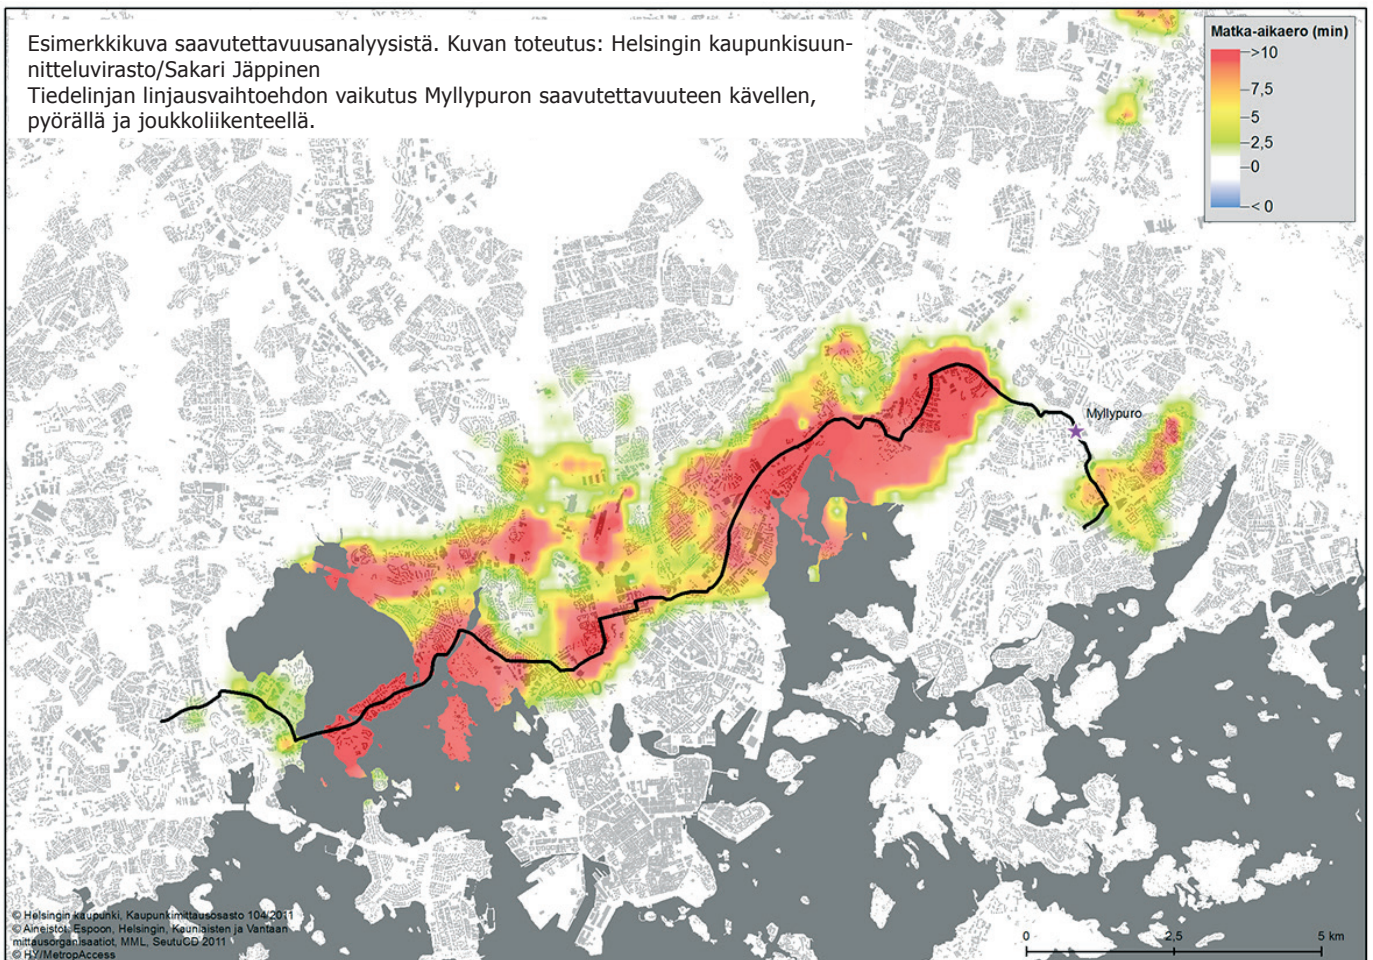 Esimerkkikuva saavutettavuusanalyysistä. Kuvan toteutus: Helsingin kaupunkisuun-
nitteluvirasto/Sakari Jäppinen
Tiedelinjan linjausvaihtoehdon vaikutus Myllypuron saavutettavuuteen kävellen,
pyörällä ja joukkoliikenteellä.
Matka-aikaero (min)
>10
7,5
5
2,5
0
< 0
Myllypuro
© Helsingin kaupunki, Kaupunkimittausosasto 104/2011
© Aineistot: Espoon, Helsingin, Kauniaisten ja Vantaan
mittausorganisaatiot, MML, SeutuCD 2011
© HY/MetropAccess
0 2,5 5 km